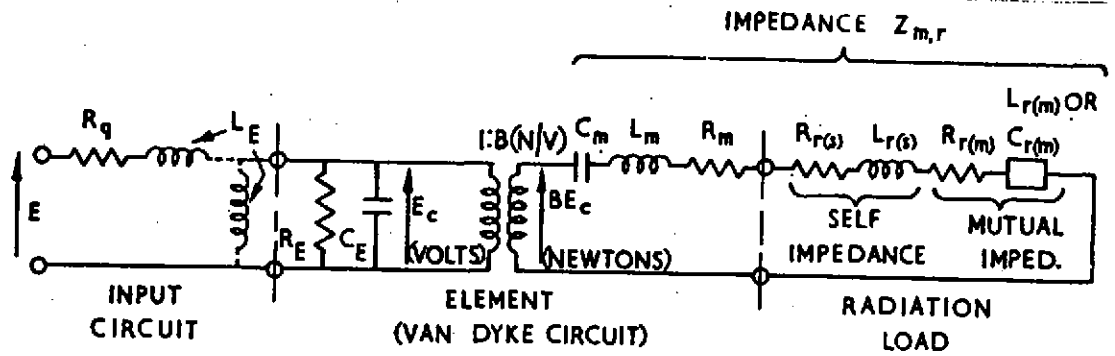 IMPEDANCE Z m,r
L r(m) OR
R q
L E
1:B(N/V)
C m
L m
R m
R r(s)
L r(s)
R r(m)
C r(m)
E
R E
C E
E c
(VOLTS)
BE c
(NEWTONS)
SELF
IMPEDANCE
MUTUAL
IMPED.
INPUT
CIRCUIT
ELEMENT
(VAN DYKE CIRCUIT)
RADIATION
LOAD